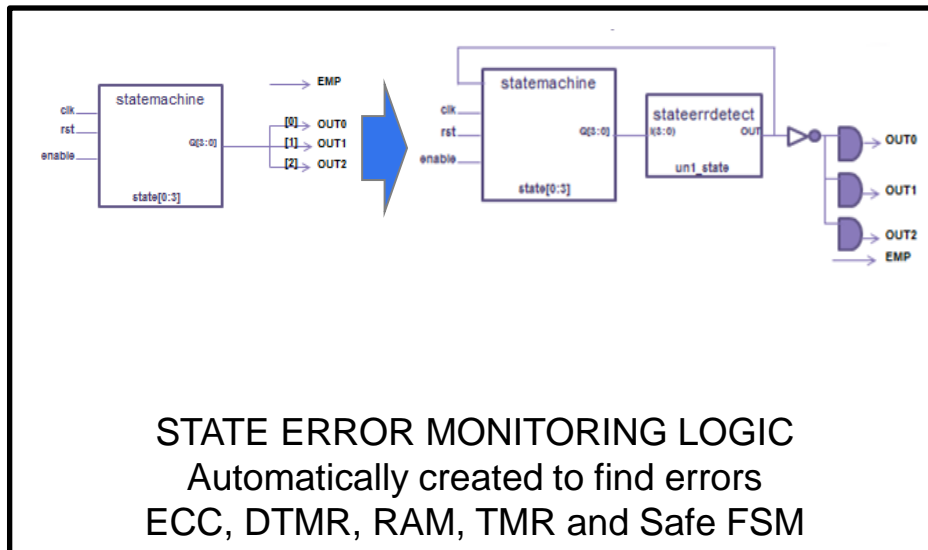 EMP
statemachine
clk
rst
enable
Q[3:0]
[0] OUT0
[1] OUT1
[2] OUT2
state[0:3]
statemachine
clk
rst
enable
Q[3:0]
state[0:3]
stateerrdetect
I(3:0) OUT
un1_state
OUT0
OUT1
OUT2
EMP
STATE ERROR MONITORING LOGIC
Automatically created to find errors
ECC, DTMR, RAM, TMR and Safe FSM